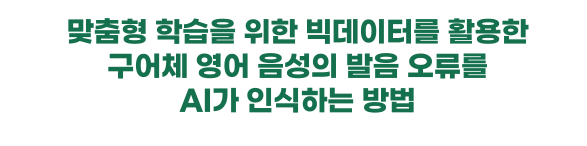 맞춤형 학습을 위한 빅데이터를 활용한
구어체 영어 음성의 발음 오류를
AI가 인식하는 방법